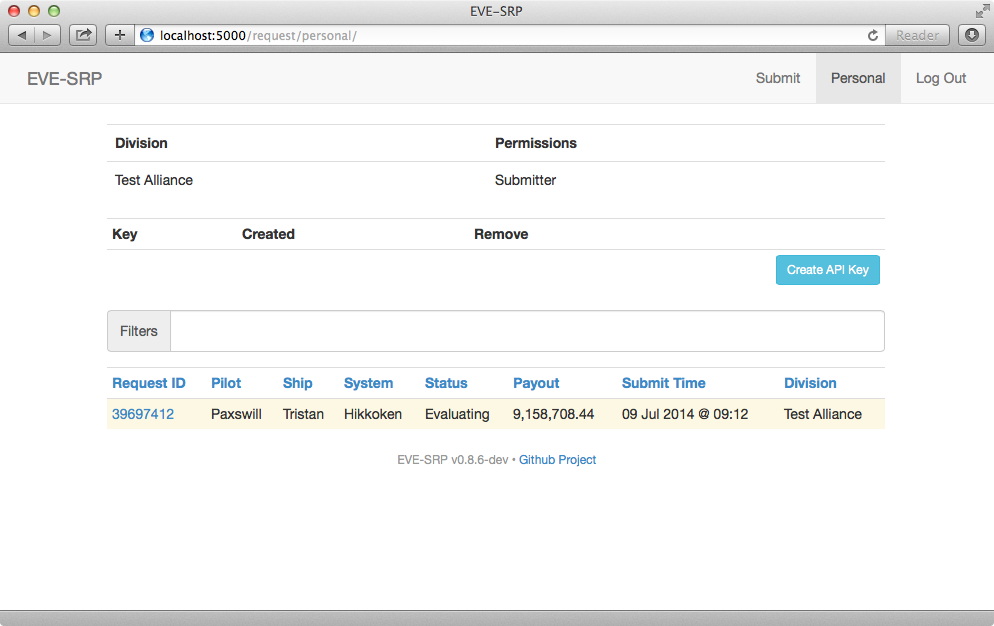 EVE-SRP
localhost:5000/request/personal/
Reader
EVE-SRP Submit Personal Log Out
Division Permissions
Test Alliance Submitter
Key Created Remove
Create API Key
Filters
Request ID Pilot Ship System Status Payout Submit Time Division
39697412 Paxswill Tristan Hikkoken Evaluating 9,158,708.44 09 Jul 2014 @ 09:12 Test Alliance
EVE-SRP v0.8.6-dev • Github Project